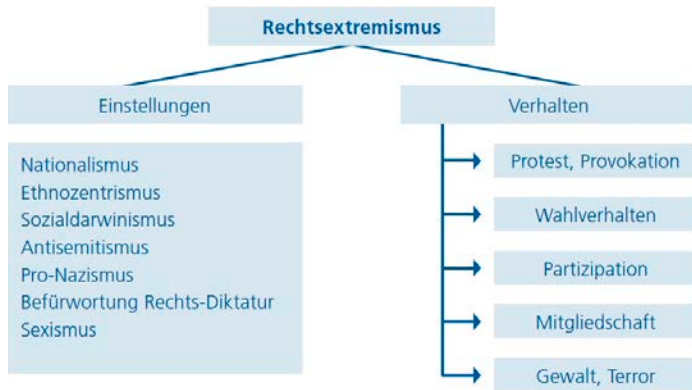 Rechtsextremismus
Einstellungen
Nationalismus
Ethnozentrismus
Sozialdarwinismus
Antisemitismus
Pro-Nazismus
Befürwortung Rechts-Diktatur
Sexismus
Verhalten
Protest, Provokation
Wahlverhalten
Partizipation
Mitgliedschaft
Gewalt, Terror